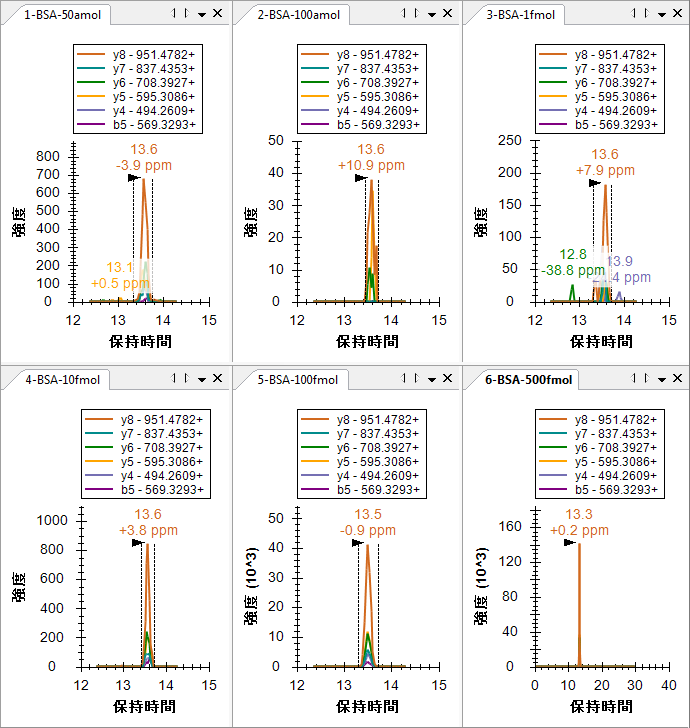 1-BSA-50amol
y8 - 951.4782+
y7 - 837.4353+
y6 - 708.3927+
y5 - 595.3086+
y4 - 494.2609+
b5 - 569.3293+
13.6
-3.9 ppm
13.1
+0.5 ppm
800
700
600
500
400
300
200
100
0
強度
12 13 14 15
保持時間
2-BSA-100amol
y8 - 951.4782+
y7 - 837.4353+
y6 - 708.3927+
y5 - 595.3086+
y4 - 494.2609+
b5 - 569.3293+
13.6
+10.9 ppm
50
40
30
20
10
0
強度
12 13 14 15
保持時間
3-BSA-1fmol
y8 - 951.4782+
y7 - 837.4353+
y6 - 708.3927+
y5 - 595.3086+
y4 - 494.2609+
b5 - 569.3293+
13.6
+7.9 ppm
12.8
-38.8 ppm
13.9
4 ppm
250
200
150
100
50
0
強度
12 13 14 15
保持時間
4-BSA-10fmol
y8 - 951.4782+
y7 - 837.4353+
y6 - 708.3927+
y5 - 595.3086+
y4 - 494.2609+
b5 - 569.3293+
13.6
+3.8 ppm
1000
800
600
400
200
0
強度
12 13 14 15
保持時間
5-BSA-100fmol
y8 - 951.4782+
y7 - 837.4353+
y6 - 708.3927+
y5 - 595.3086+
y4 - 494.2609+
b5 - 569.3293+
13.5
-0.9 ppm
50
40
30
20
10
0
強度 (10^3)
12 13 14 15
保持時間
6-BSA-500fmol
y8 - 951.4782+
y7 - 837.4353+
y6 - 708.3927+
y5 - 595.3086+
y4 - 494.2609+
b5 - 569.3293+
13.3
+0.2 ppm
160
120
80
40
0
強度 (10^3)
0 10 20 30 40
保持時間